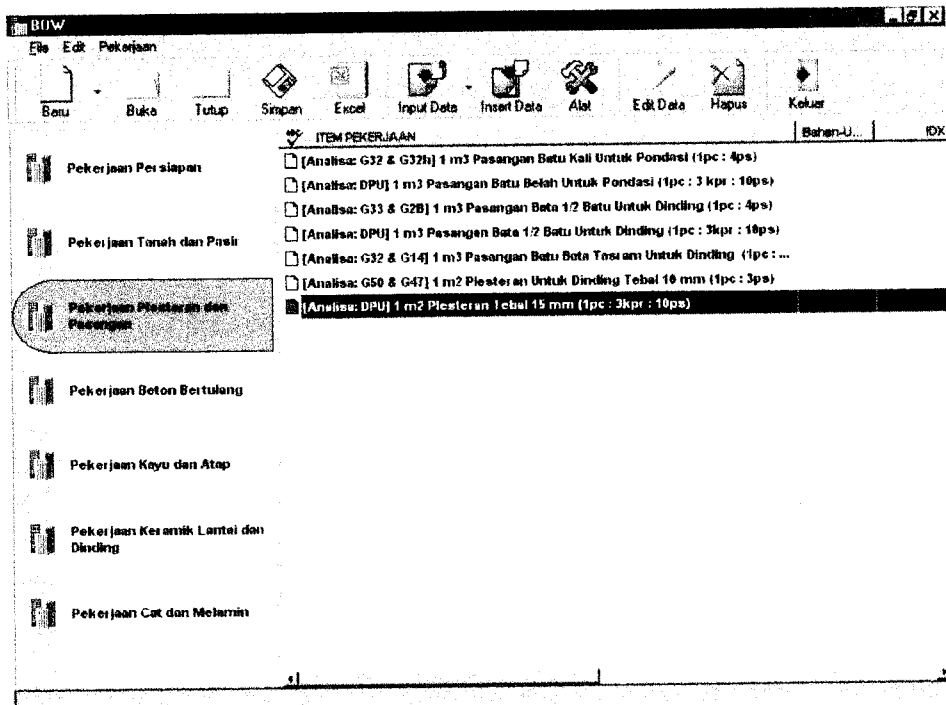 BOW
File Edit Pekerjaan
Baru Buka Tutup Simpan Excel Input Data Insert Data Alat Edit Data Hapus Keluar
ITEM PEKERJAAN Bahan-U... IDX
Pekerjaan Persiapan
Pekerjaan Tanah dan Pasir
Pekerjaan Plesteran dan
Pasangan
Pekerjaan Beton Bertulang
Pekerjaan Kayu dan Atap
Pekerjaan Keramik Lantai dan
Dinding
Pekerjaan Cat dan Melamin
[Analisa: G32 & G32h] 1 m3 Pasangan Batu Kali Untuk Pondasi (1pc : 4ps)
[Analisa: DPU] 1 m3 Pasangan Batu Belah Untuk Pondasi (1pc : 3 kpr : 10ps)
[Analisa: G33 & G2B] 1 m3 Pasangan Bata 1/2 Batu Untuk Dinding (1pc : 4ps)
[Analisa: DPU] 1 m3 Pasangan Bata 1/2 Batu Untuk Dinding (1pc : 3kpr : 10ps)
[Analisa: G32 & G14] 1 m3 Pasangan Batu Bata Tasram Untuk Dinding (1pc : ...
[Analisa: G50 & G47] 1 m2 Plesteran Untuk Dinding Tebal 10 mm (1pc : 3ps)
[Analisa: DPU] 1 m2 Plesteran Tebal 15 mm (1pc : 3kpr : 10ps)